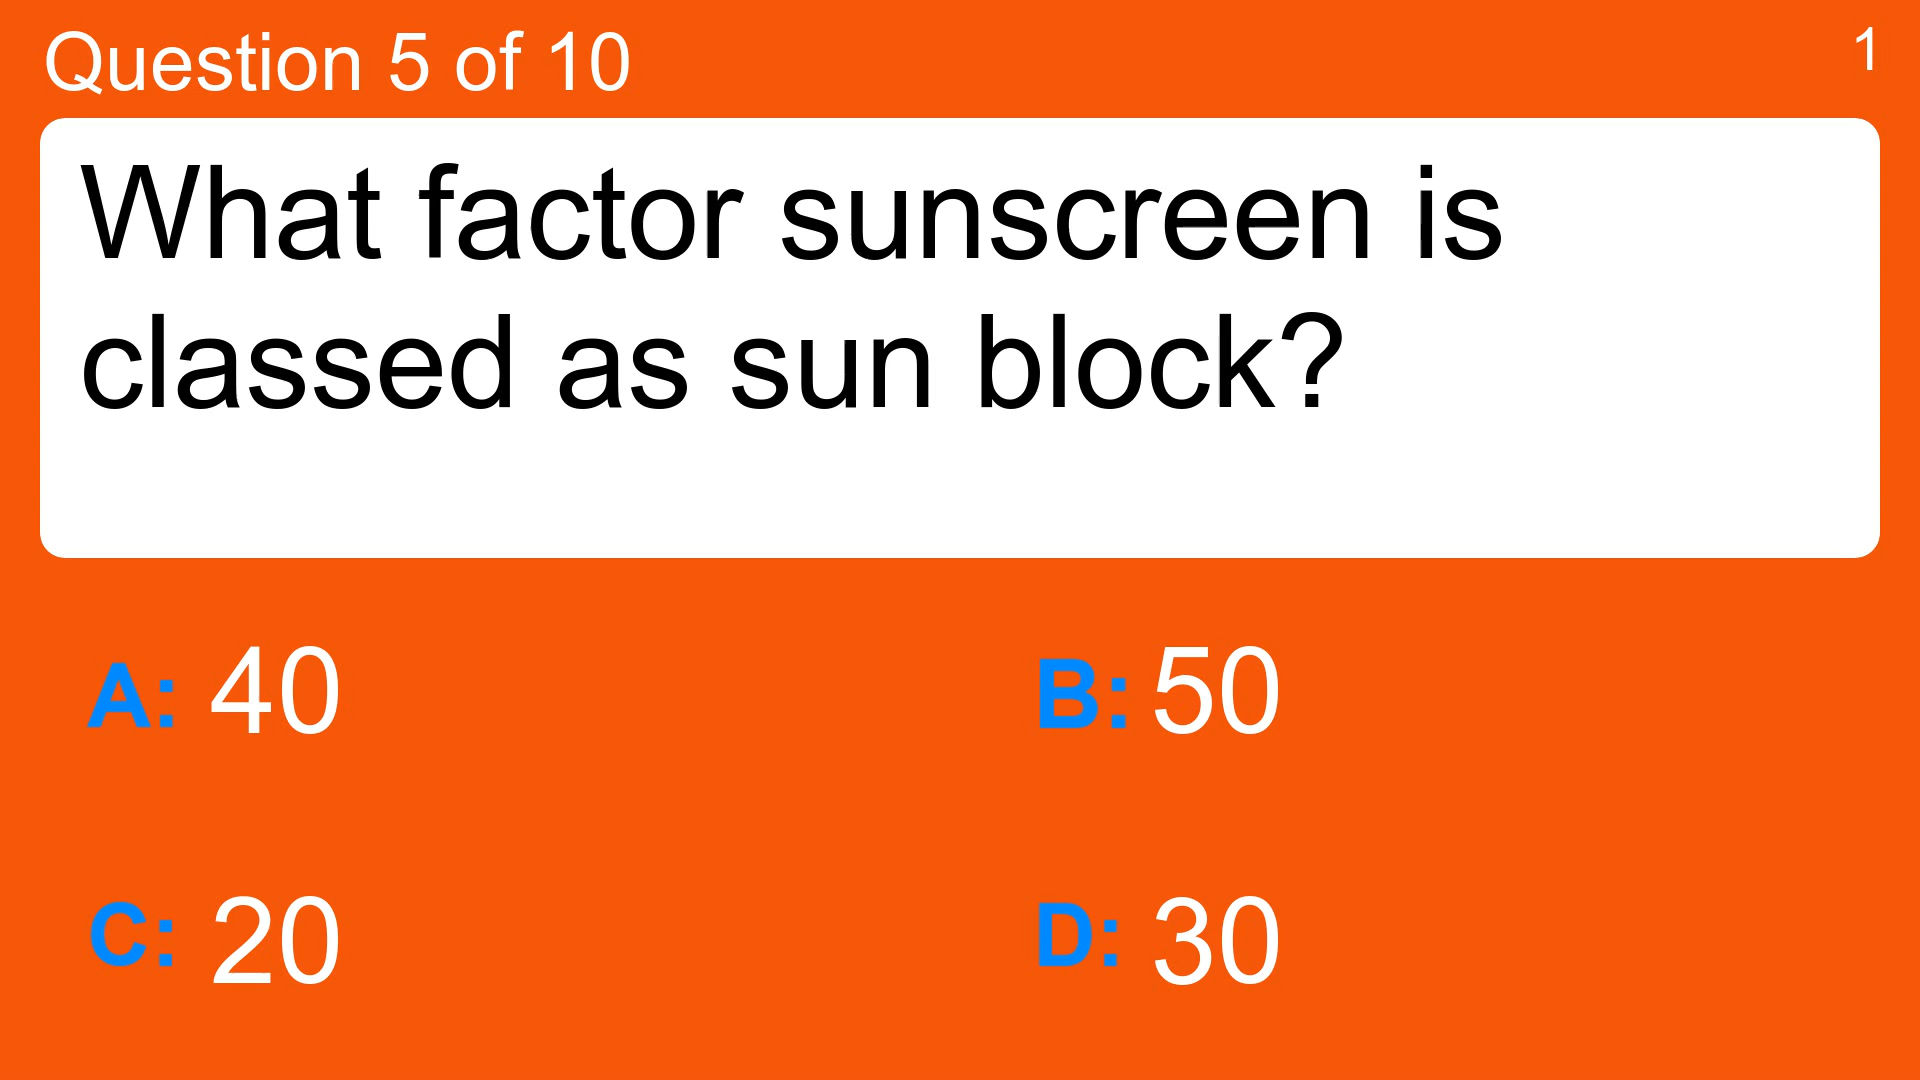 Question 5 of 10
1
What factor sunscreen is
classed as sun block?
A: 40
B: 50
C: 20
D: 30